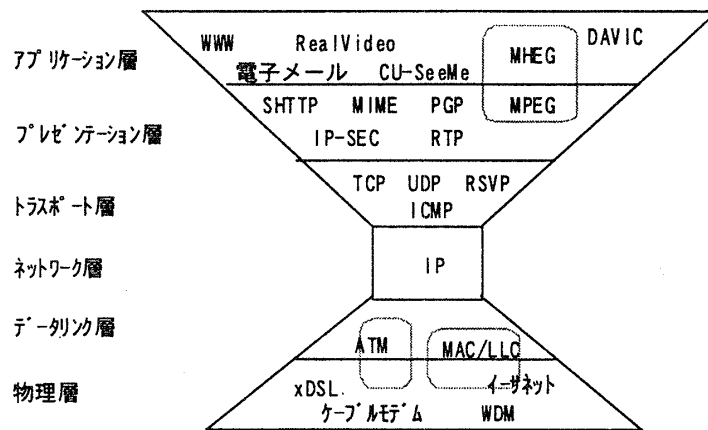 アプリケーション層
WWW RealVideo DAVIC
電子メール CU-SeeMe MHEG
プレゼンテーション層
SHTTP MIME PGP MPEG
IP-SEC RTP
トラスポート層
TCP UDP RSVP
ICMP
ネットワーク層
IP
データリンク層
ATM MAC/LLC
物理層
xDSL イーサネット
ケーブルモデム WDM